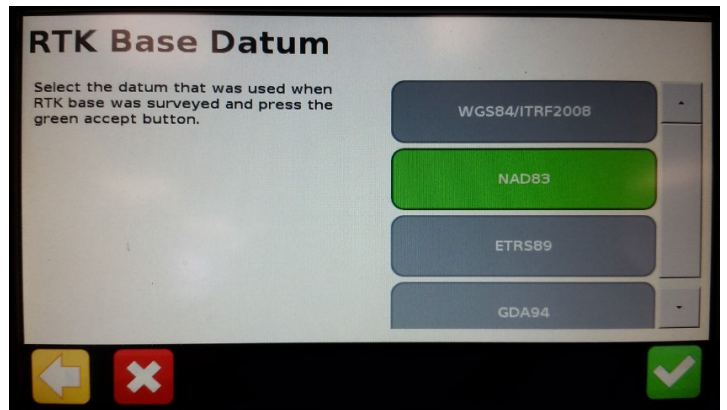 RTK Base Datum
Select the datum that was used when
RTK base was surveyed and press the
green accept button.
WGS84/ITRF2008
NAD83
ETRS89
GDA94